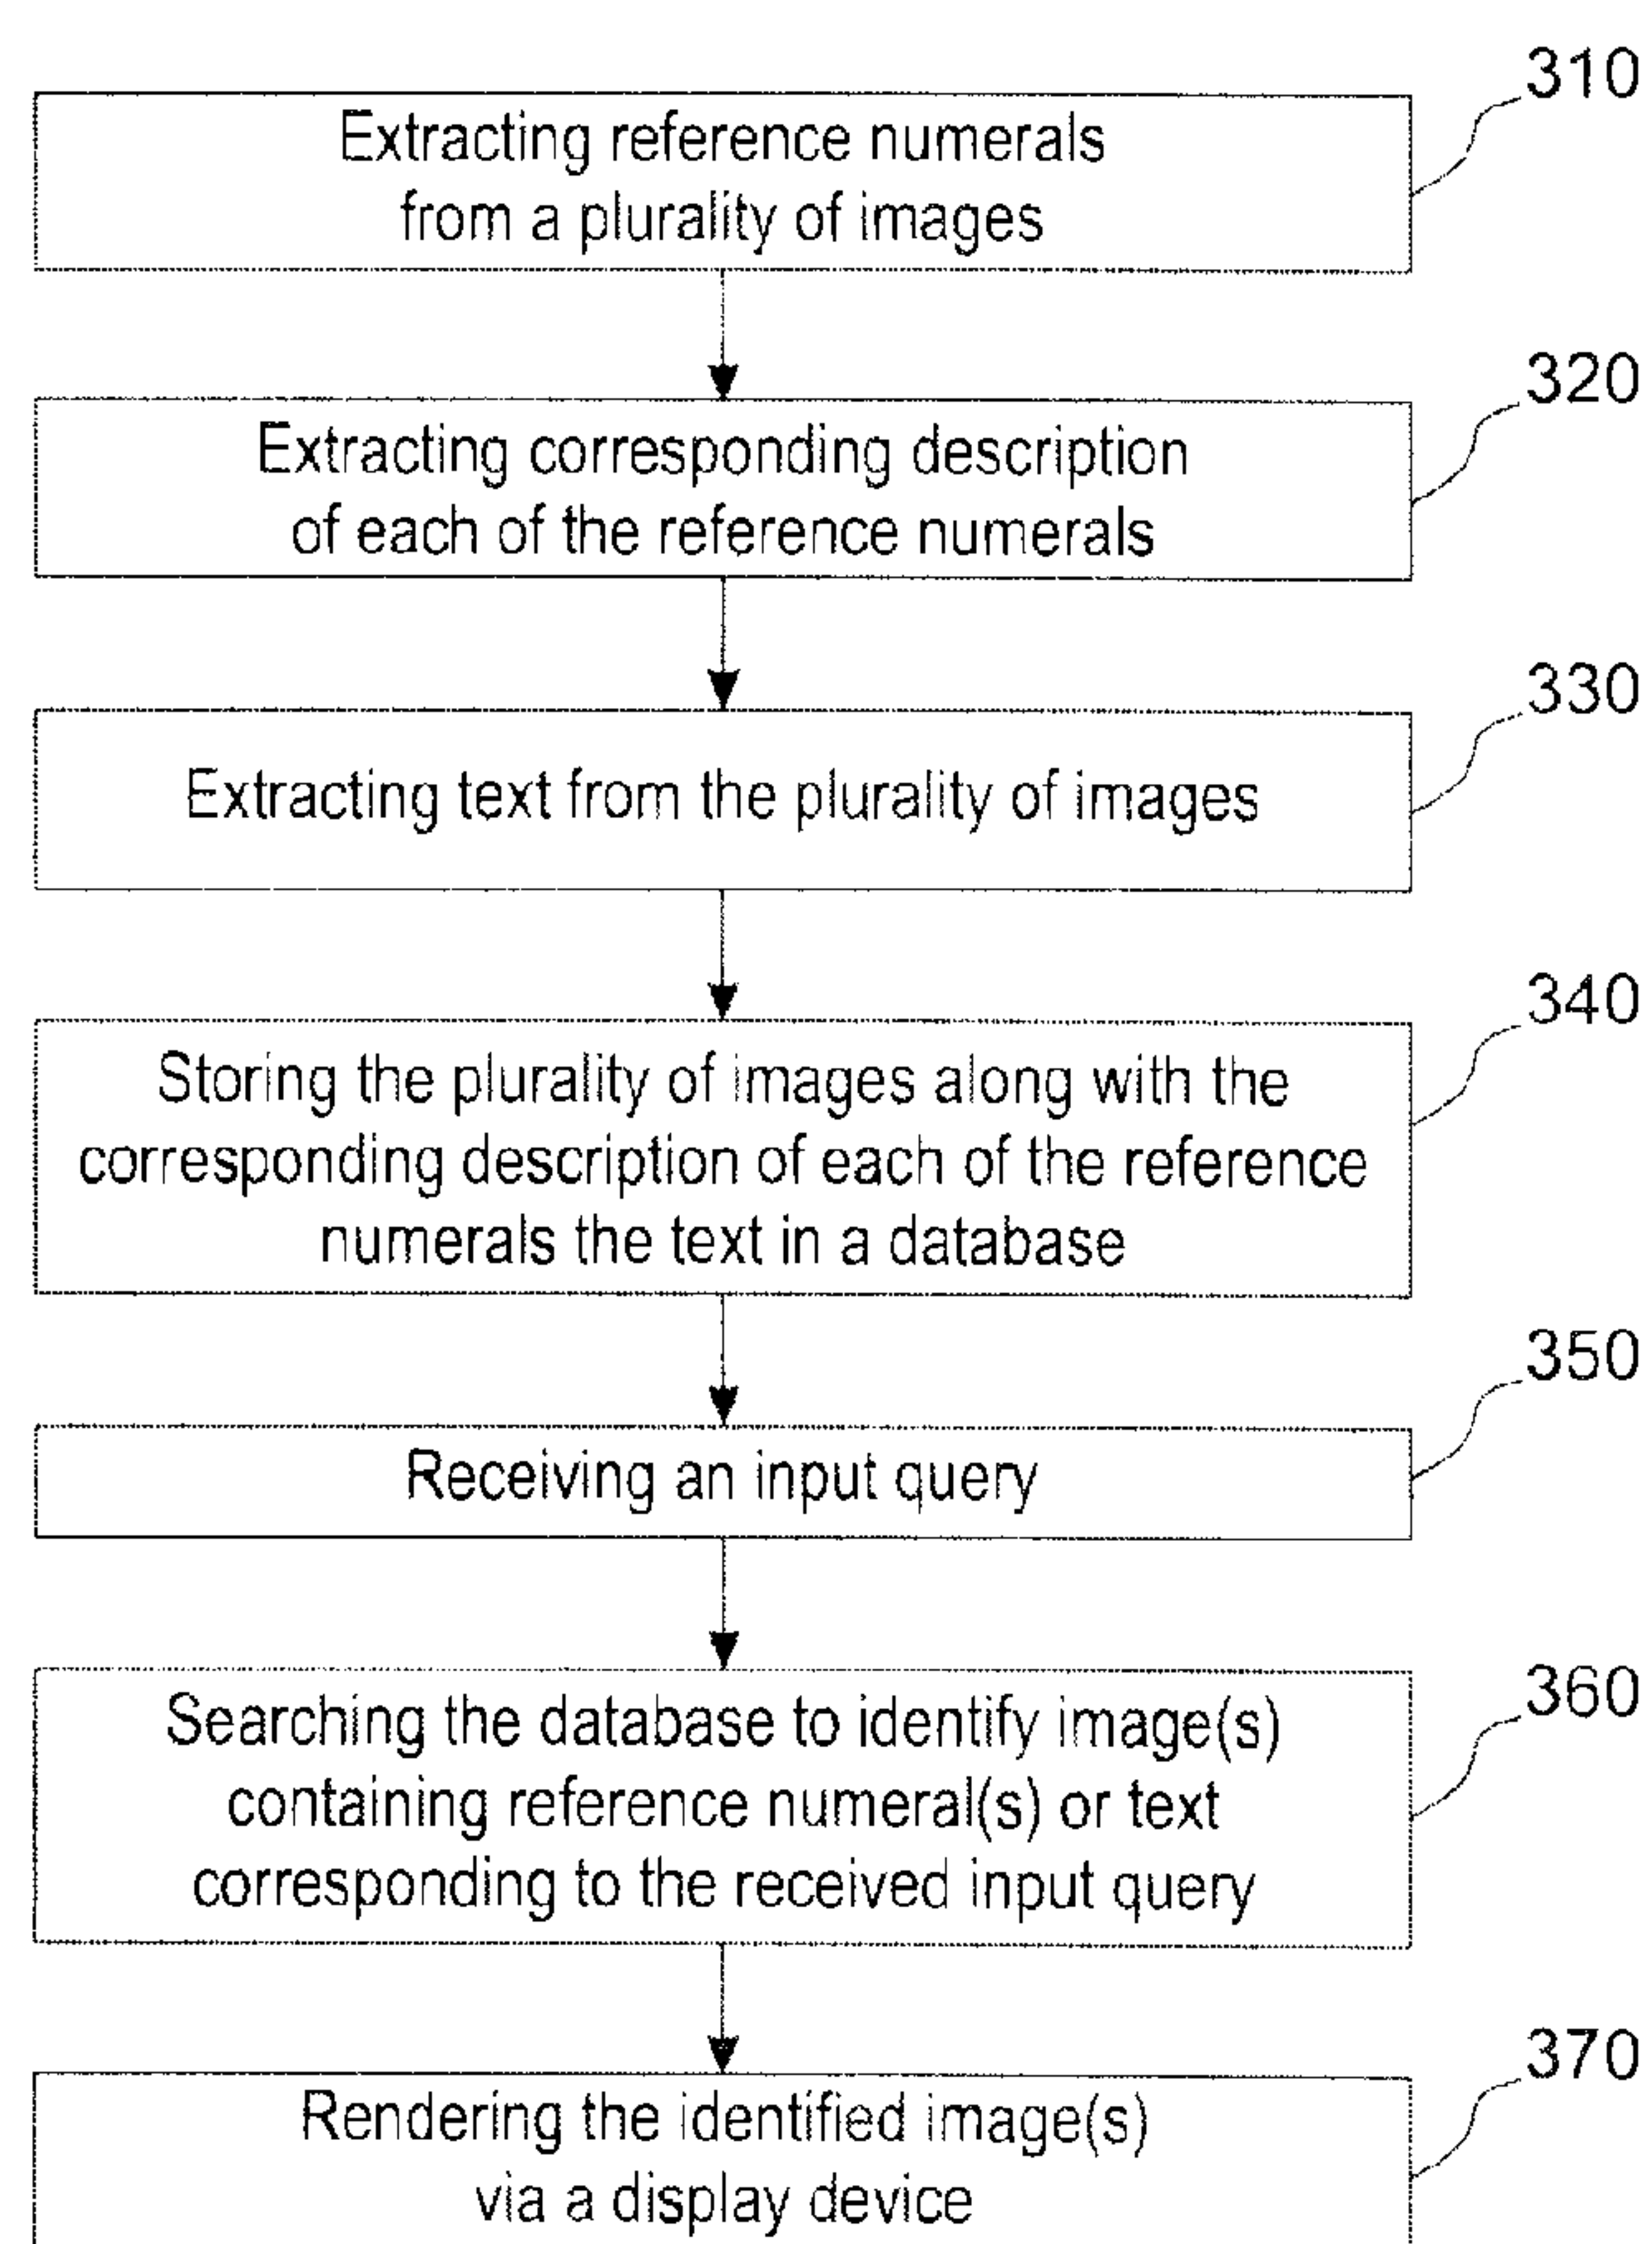 310
Extracting reference numerals
from a plurality of images
320
Extracting corresponding description
of each of the reference numerals
330
Extracting text from the plurality of images
340
Storing the plurality of images along with the
corresponding description of each of the reference
numerals the text in a database
350
Receiving an input query
360
Searching the database to identify image(s)
containing reference numeral(s) or text
corresponding to the received input query
370
Rendering the identified image(s)
via a display device